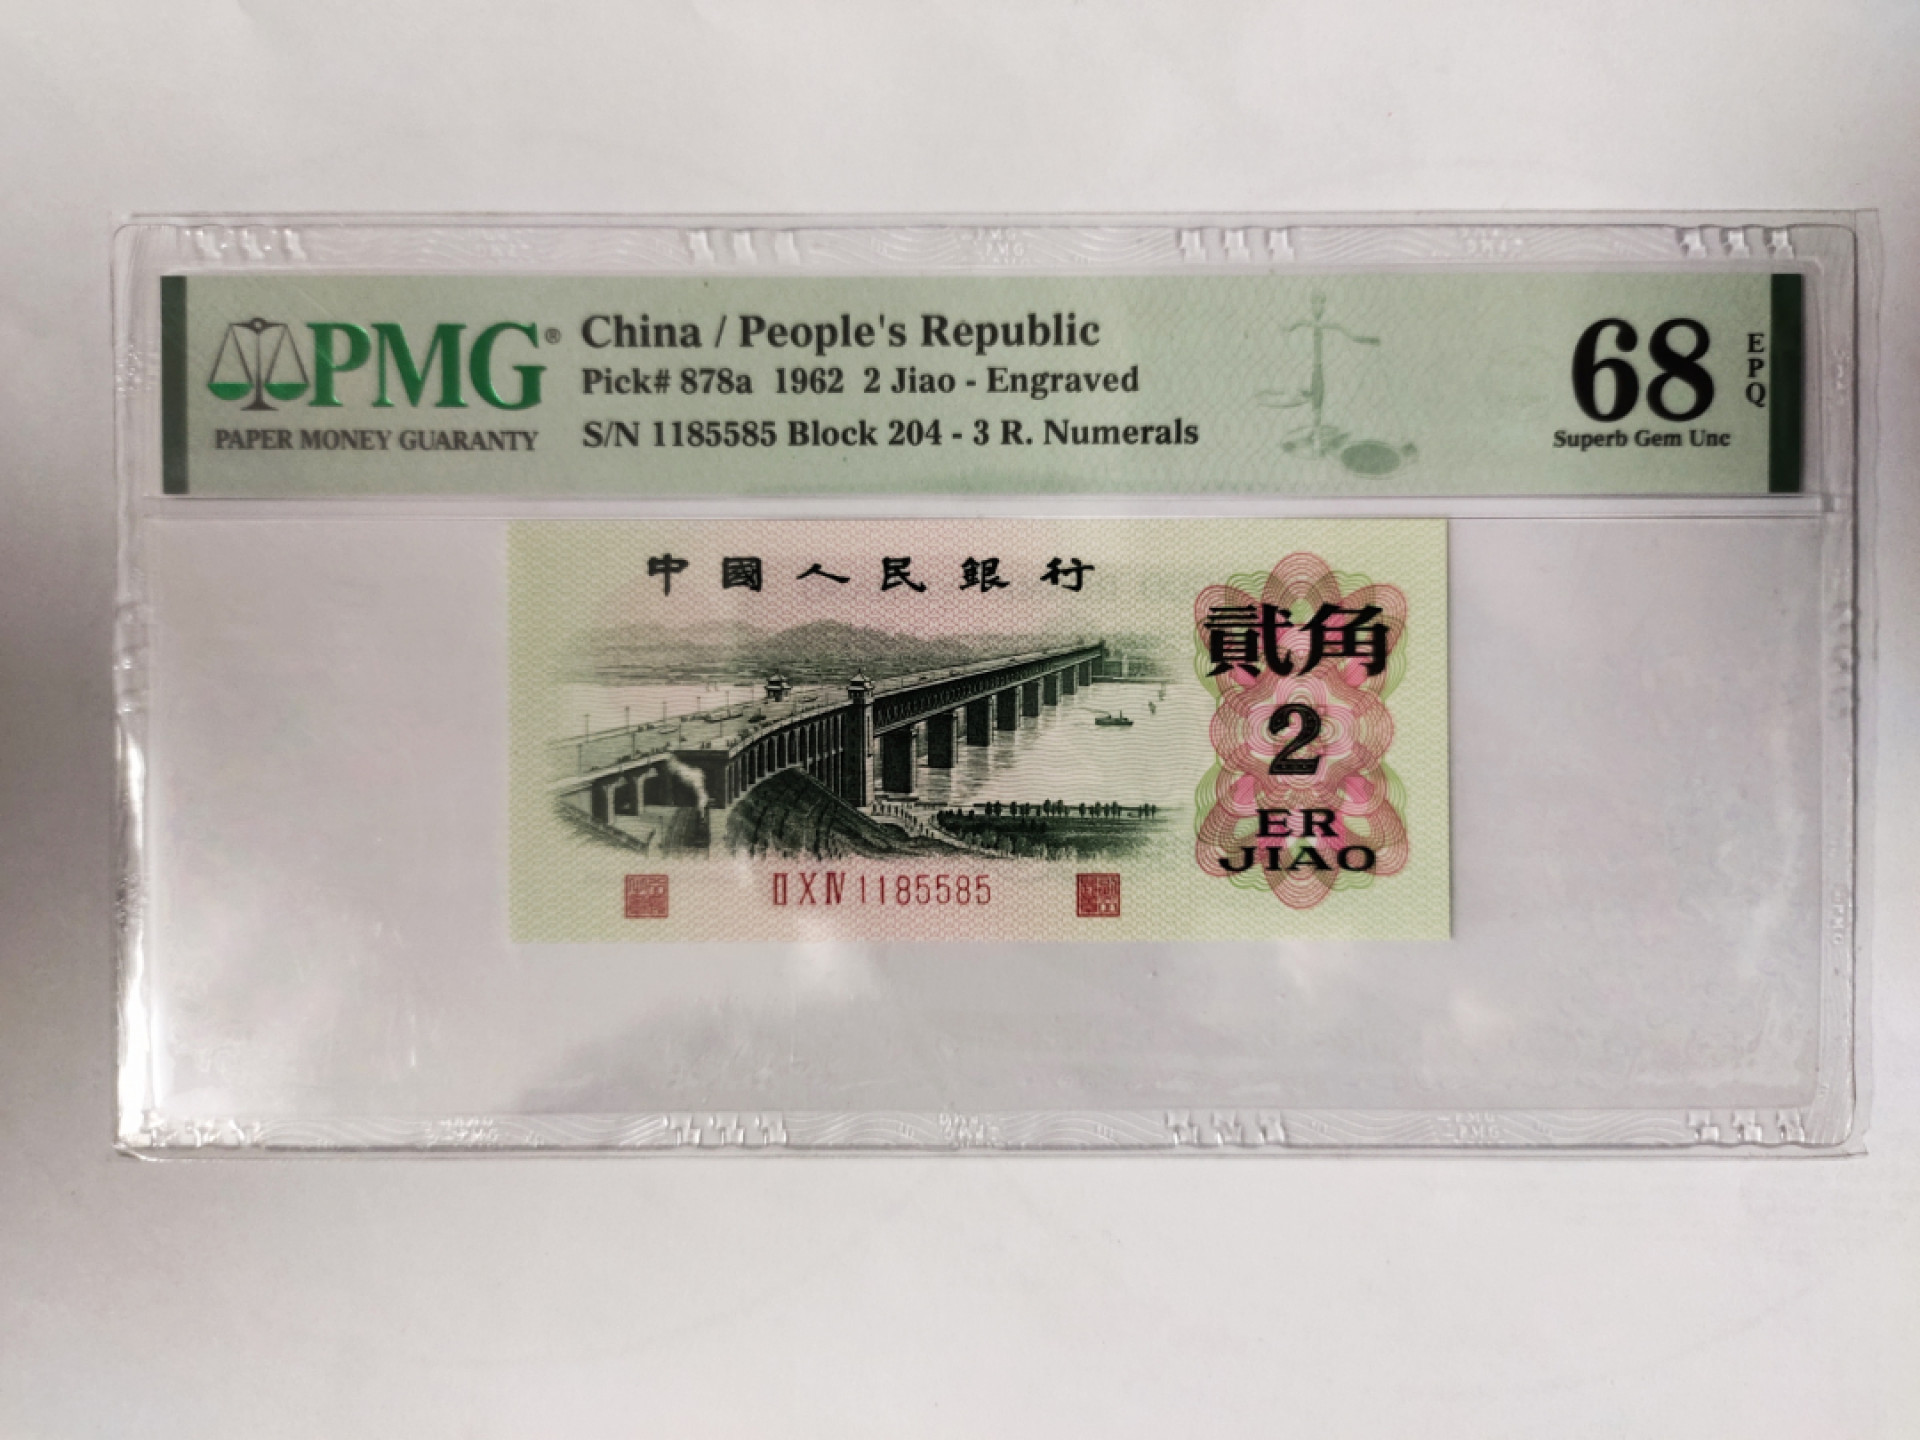 PMG®
PAPER MONEY GUARANTY
China / People's Republic
Pick# 878a 1962 2 Jiao - Engraved
S/N 1185585 Block 204 - 3 R. Numerals
68
EPQ
Superb Gem Unc
中國人民銀行
貳角
2
ER
JIAO
ⅡⅩⅣ 1185585